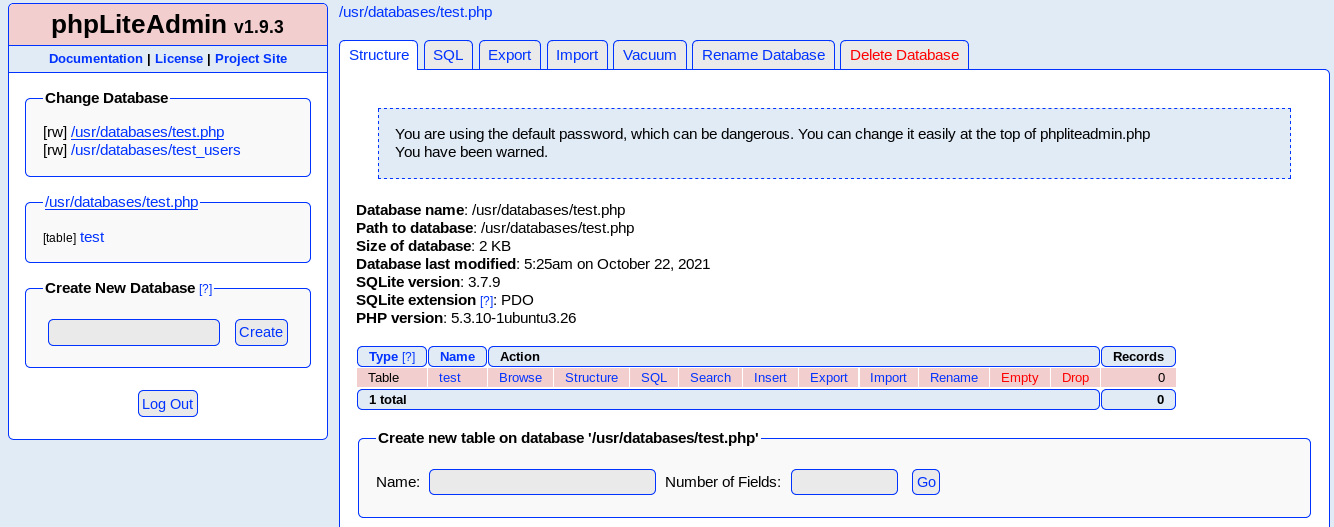 phpLiteAdmin v1.9.3
Documentation | License | Project Site
Change Database
[rw] /usr/databases/test.php
[rw] /usr/databases/test_users
/usr/databases/test.php
[table] test
Create New Database [?]
Create
Log Out
/usr/databases/test.php
Structure SQL Export Import Vacuum Rename Database Delete Database
You are using the default password, which can be dangerous. You can change it easily at the top of phpliteadmin.php
You have been warned.
Database name: /usr/databases/test.php
Path to database: /usr/databases/test.php
Size of database: 2 KB
Database last modified: 5:25am on October 22, 2021
SQLite version: 3.7.9
SQLite extension [?]: PDO
PHP version: 5.3.10-1ubuntu3.26
Type [?] Name Action Records
Table test Browse Structure SQL Search Insert Export Import Rename Empty Drop 0
1 total 0
Create new table on database '/usr/databases/test.php'
Name: Number of Fields: Go